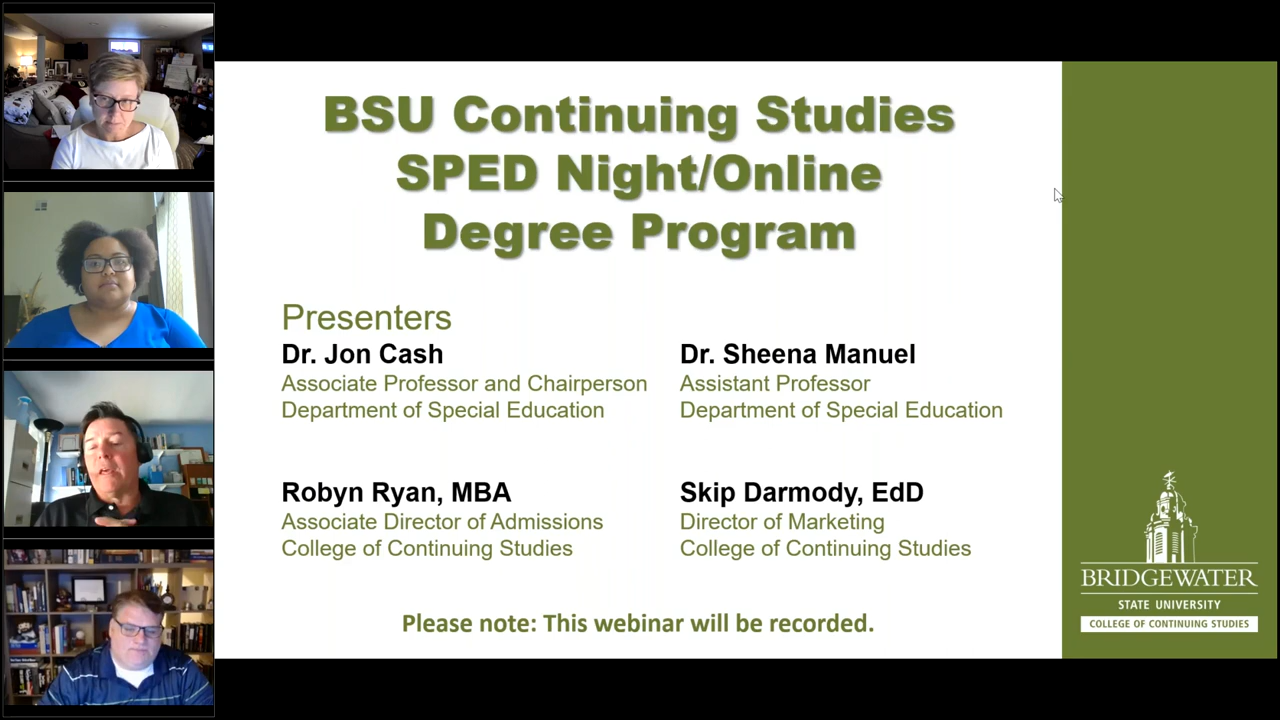 BSU Continuing Studies
SPED Night/Online
Degree Program
Presenters
Dr. Jon Cash
Associate Professor and Chairperson
Department of Special Education
Dr. Sheena Manuel
Assistant Professor
Department of Special Education
Robyn Ryan, MBA
Associate Director of Admissions
College of Continuing Studies
Skip Darmody, EdD
Director of Marketing
College of Continuing Studies
Please note: This webinar will be recorded.
BRIDGEWATER
STATE UNIVERSITY
COLLEGE OF CONTINUING STUDIES